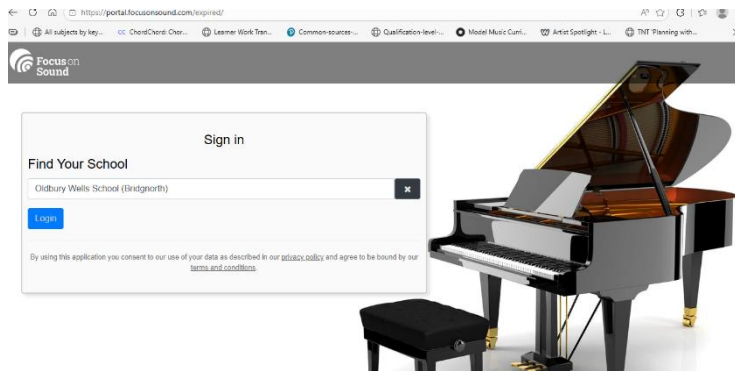 https://portal.focusonsound.com/expired/
All subjects by key...
ChordChord: Chor...
Learner Work Tran...
Common-sources-...
Qualification-level-...
Model Music Curri...
Artist Spotlight - L...
TNT 'Planning with...
Focus on
Sound
Sign in
Find Your School
Oldbury Wells School (Bridgnorth)
Login
By using this application you consent to our use of your data as described in our privacy policy and agree to be bound by our
terms and conditions.